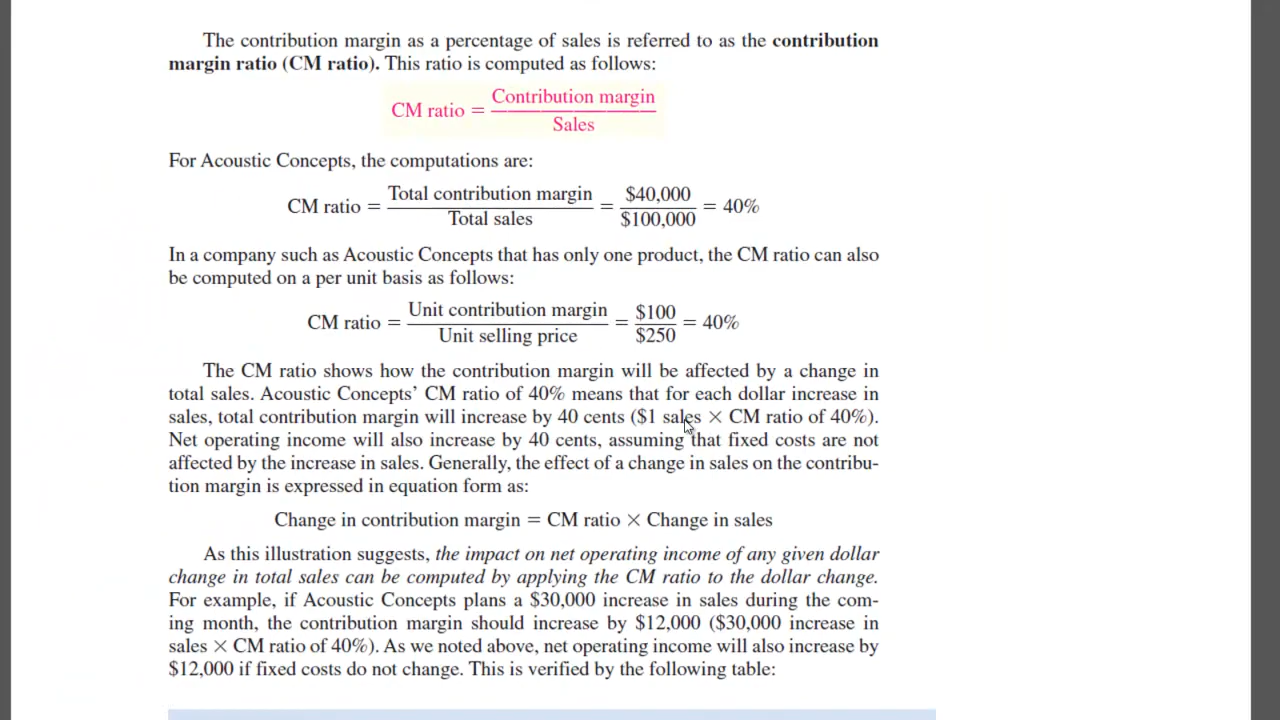 The contribution margin as a percentage of sales is referred to as the contribution
margin ratio (CM ratio). This ratio is computed as follows:
CM ratio = Contribution margin / Sales
For Acoustic Concepts, the computations are:
CM ratio = Total contribution margin / Total sales = $40,000 / $100,000 = 40%
In a company such as Acoustic Concepts that has only one product, the CM ratio can also
be computed on a per unit basis as follows:
CM ratio = Unit contribution margin / Unit selling price = $100 / $250 = 40%
The CM ratio shows how the contribution margin will be affected by a change in
total sales. Acoustic Concepts’ CM ratio of 40% means that for each dollar increase in
sales, total contribution margin will increase by 40 cents ($1 sales × CM ratio of 40%).
Net operating income will also increase by 40 cents, assuming that fixed costs are not
affected by the increase in sales. Generally, the effect of a change in sales on the contribu-
tion margin is expressed in equation form as:
Change in contribution margin = CM ratio × Change in sales
As this illustration suggests, the impact on net operating income of any given dollar
change in total sales can be computed by applying the CM ratio to the dollar change.
For example, if Acoustic Concepts plans a $30,000 increase in sales during the com-
ing month, the contribution margin should increase by $12,000 ($30,000 increase in
sales × CM ratio of 40%). As we noted above, net operating income will also increase by
$12,000 if fixed costs do not change. This is verified by the following table: